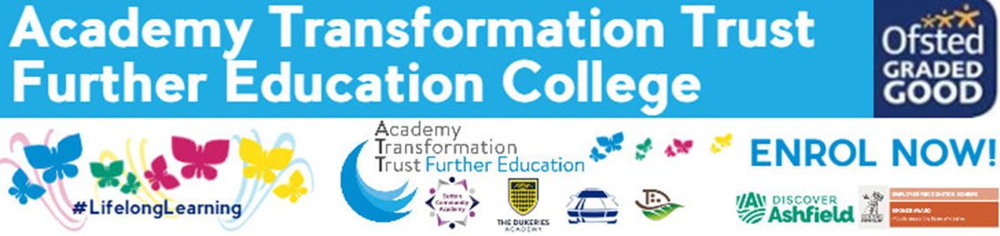 Academy Transformation Trust
Further Education College
Ofsted
GRADED
GOOD
#LifelongLearning
Academy
Transformation
Trust Further Education
Sutton
Community
Academy
THE DUKERIES
ACADEMY
ENROL NOW!
DISCOVER
Ashfield
EMPLOYER RECOGNITION SCHEME
BRONZE AWARD